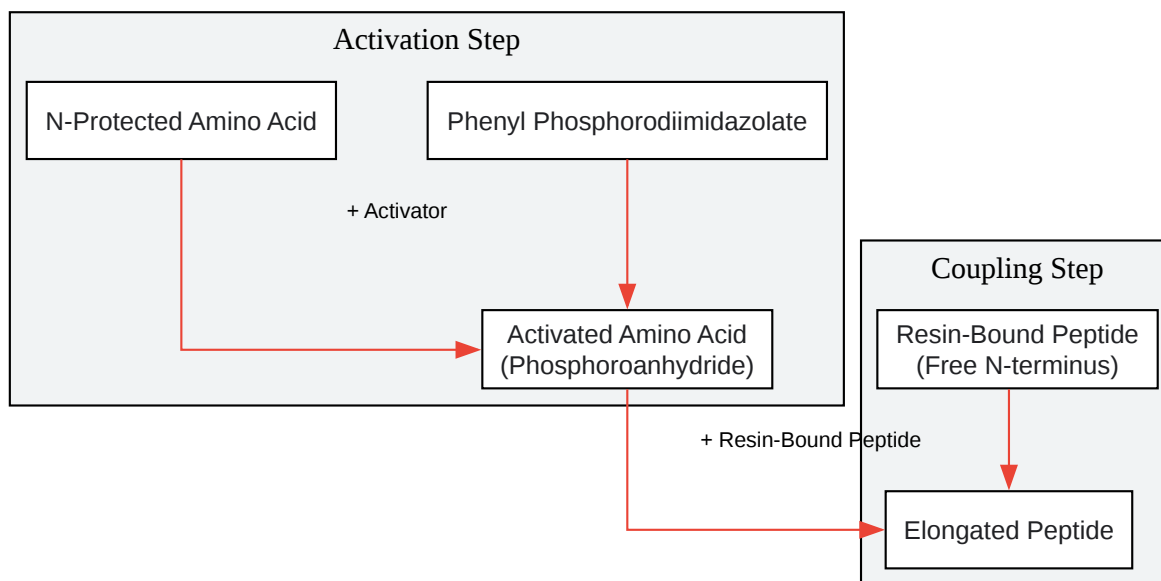 Activation Step
N-Protected Amino Acid
Phenyl Phosphorodiimidazolate
+ Activator
Activated Amino Acid
(Phosphoroanhydride)
+ Resin-Bound Peptide
Coupling Step
Resin-Bound Peptide
(Free N-terminus)
Elongated Peptide